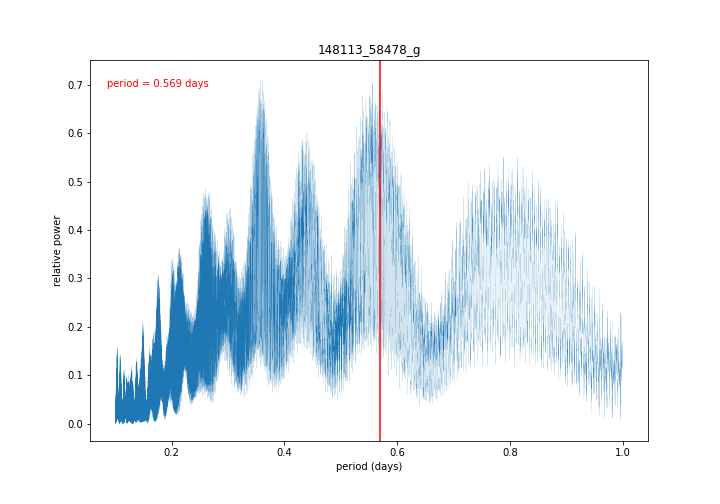 148113_58478_g
period = 0.569 days
relative power
0.7
0.6
0.5
0.4
0.3
0.2
0.1
0.0
0.2 0.4 0.6 0.8 1.0
period (days)